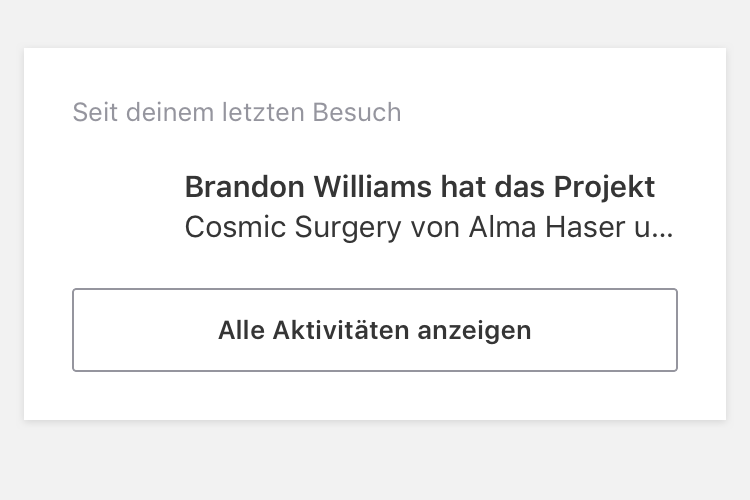 Seit deinem letzten Besuch
Brandon Williams hat das Projekt
Cosmic Surgery von Alma Haser u...
Alle Aktivitäten anzeigen